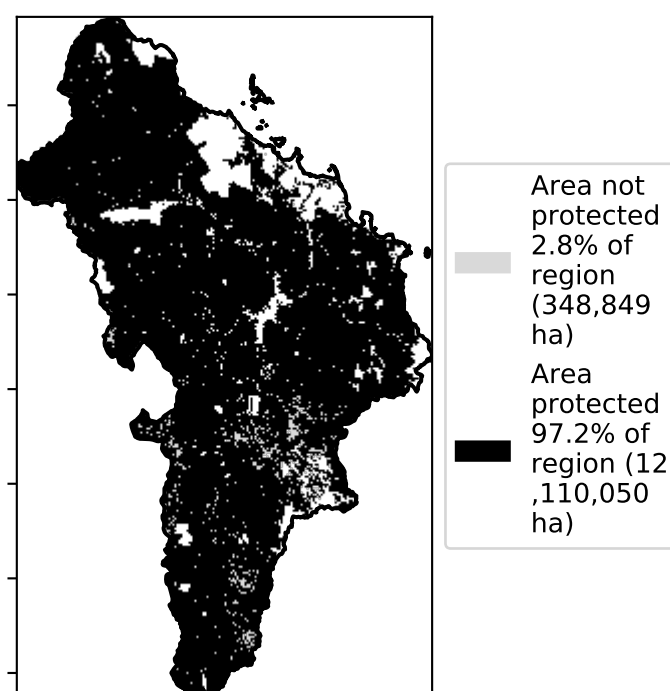 Area not
protected
2.8% of
region
(348,849
ha)
Area
protected
97.2% of
region (12
,110,050
ha)